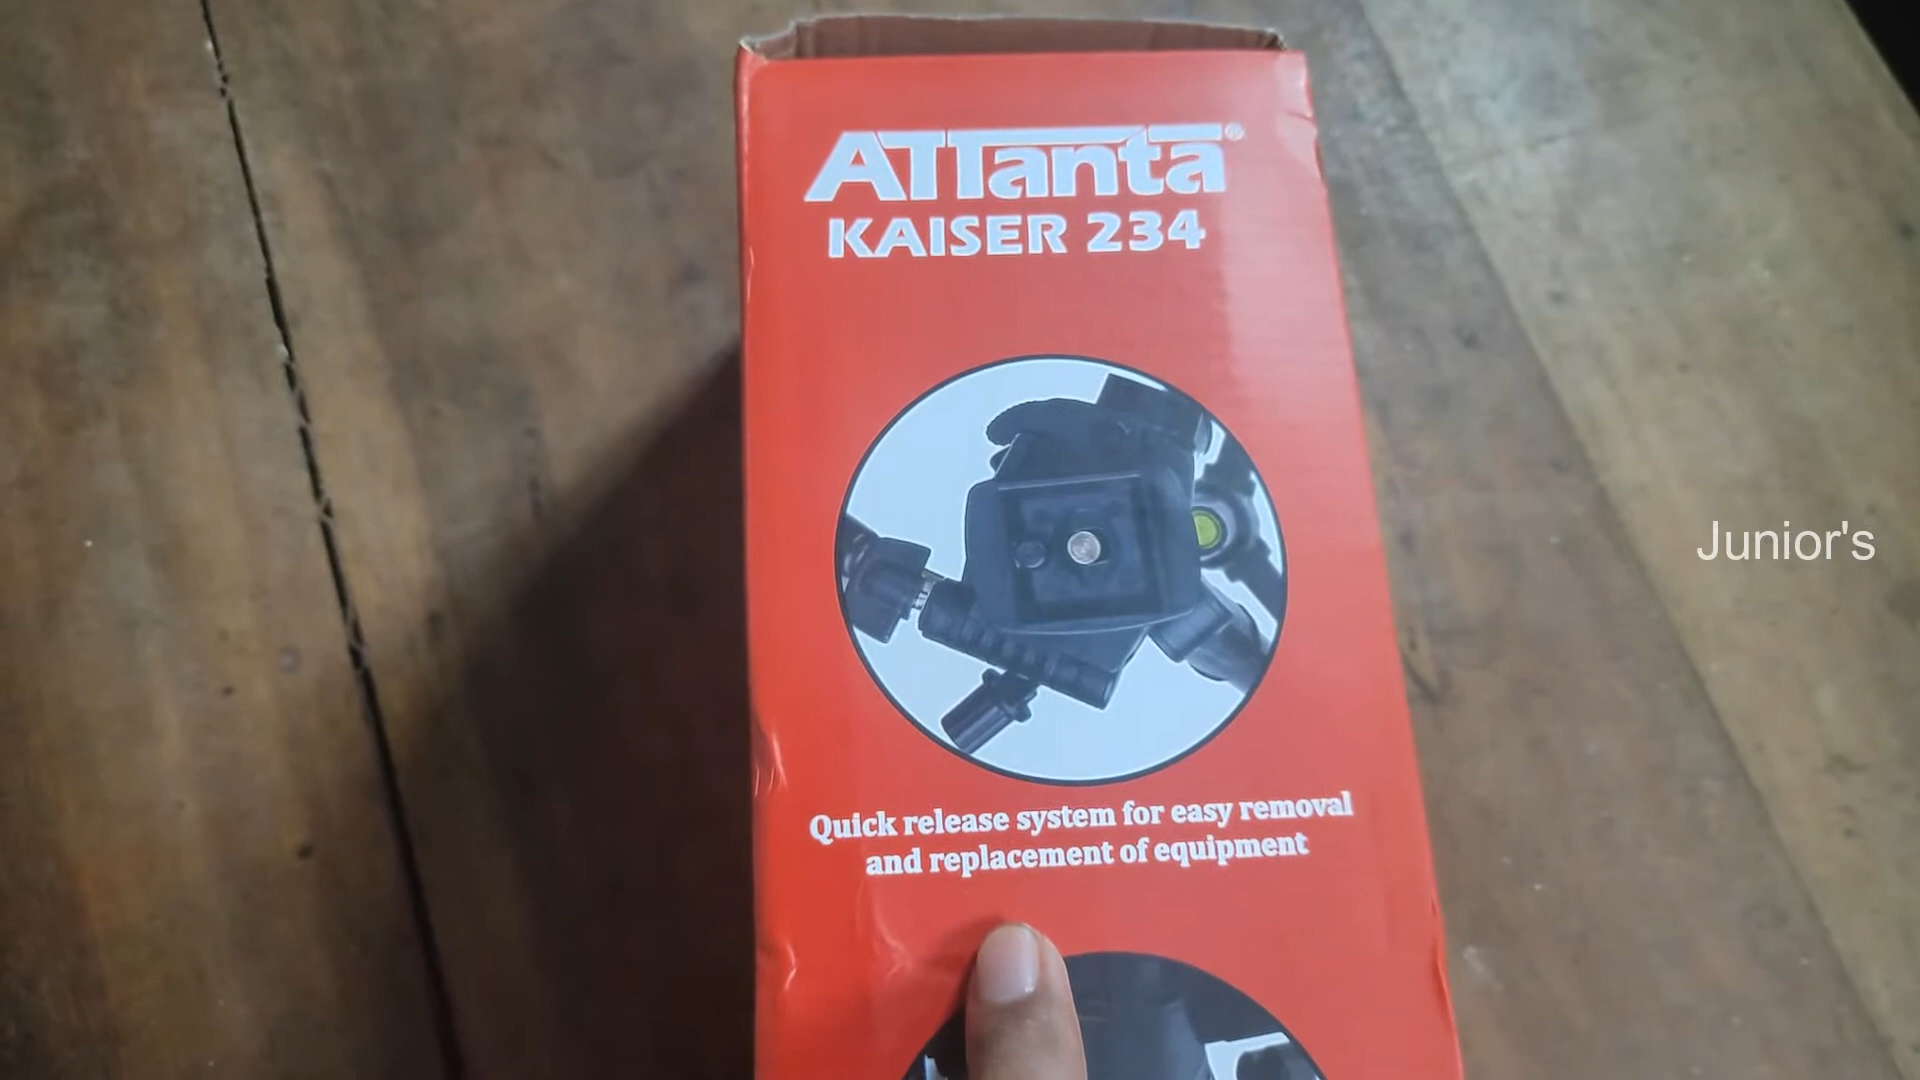 ATTanta®
KAISER 234
Quick release system for easy removal
and replacement of equipment
Junior's